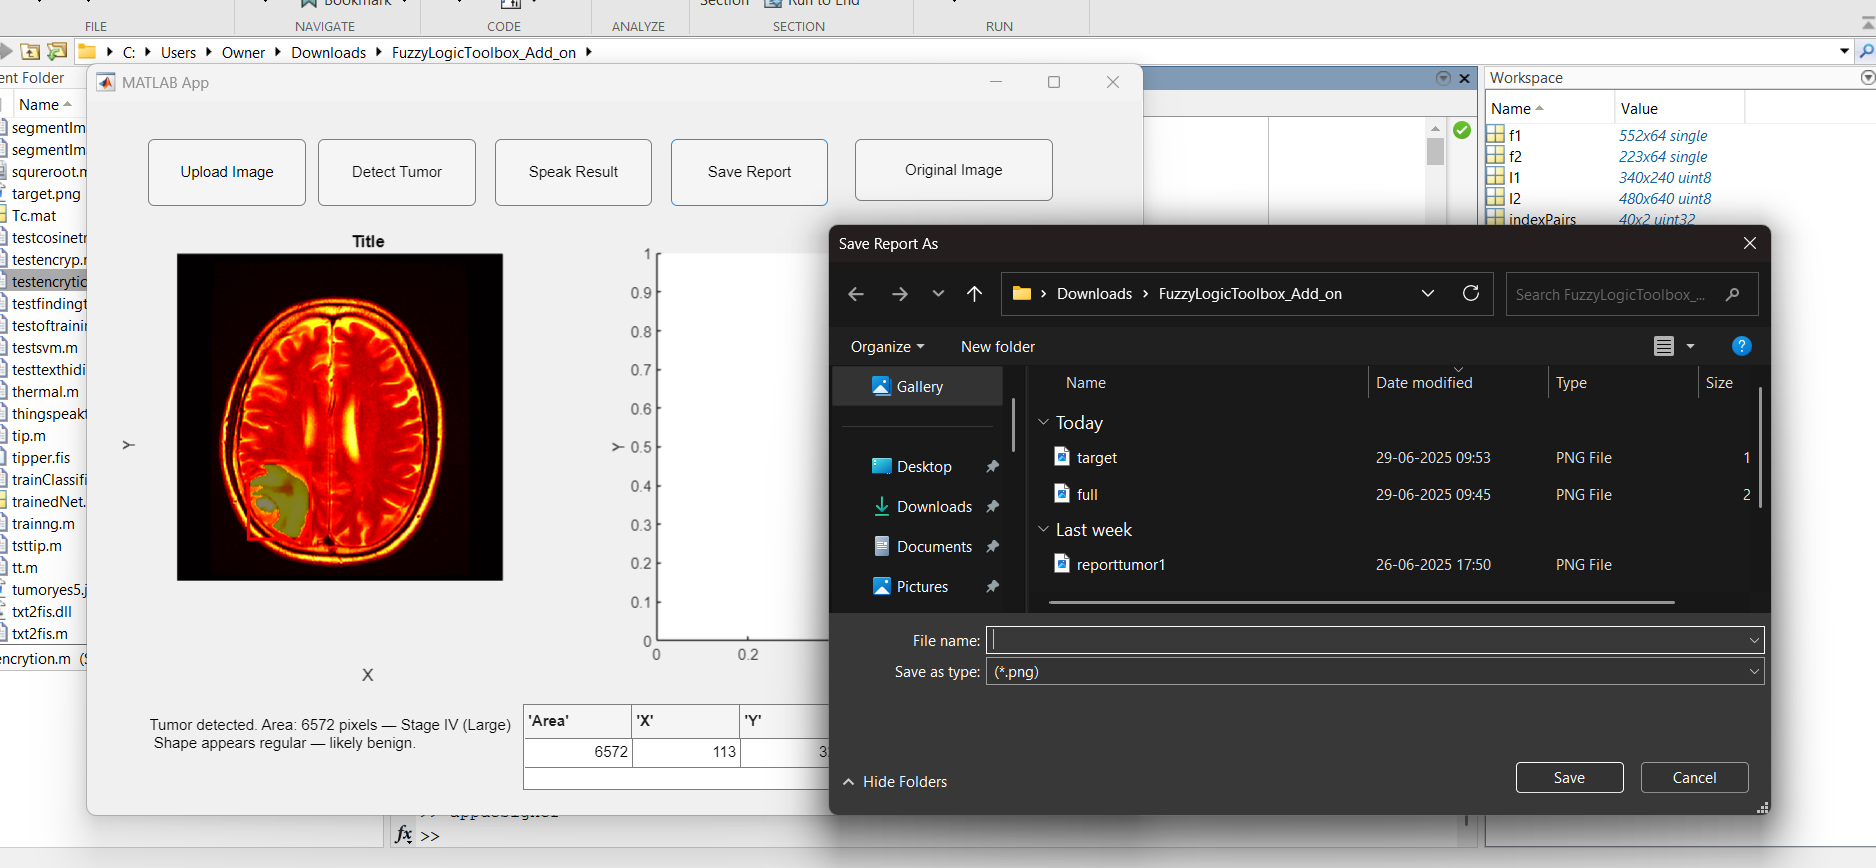 Bookmark
Section
Run to End
FILE
NAVIGATE
CODE
ANALYZE
SECTION
RUN
C: Users Owner Downloads FuzzyLogicToolbox_Add_on
ent Folder
Name
segmentIm
segmentIm
squreroot.m
target.png
Tc.mat
testcosinetr
testencryp.r
testencrytic
testfindingt
testoftrainir
testsvm.m
testtexthidi
thermal.m
thingspeakt
tip.m
tipper.fis
trainClassifi
trainedNet.
trainng.m
tsttip.m
tt.m
tumoryes5.j
txt2fis.dll
txt2fis.m
encrytion.m (S
MATLAB App
Upload Image
Detect Tumor
Speak Result
Save Report
Original Image
Title
Y
X
Y
1
0.9
0.8
0.7
0.6
0.5
0.4
0.3
0.2
0.1
0
0 0.2
Tumor detected. Area: 6572 pixels — Stage IV (Large)
Shape appears regular — likely benign.
'Area' 'X' 'Y'
6572 113 3
fx >>
Workspace
Name Value
f1 552x64 single
f2 223x64 single
I1 340x240 uint8
I2 480x640 uint8
indexPairs 40x2 uint32
Save Report As
Downloads FuzzyLogicToolbox_Add_on
Search FuzzyLogicToolbox_...
Organize New folder
?
Gallery
Desktop
Downloads
Documents
Pictures
Name Date modified Type Size
Today
target 29-06-2025 09:53 PNG File 1
full 29-06-2025 09:45 PNG File 2
Last week
reporttumor1 26-06-2025 17:50 PNG File
File name:
Save as type: (*.png)
Hide Folders
Save
Cancel